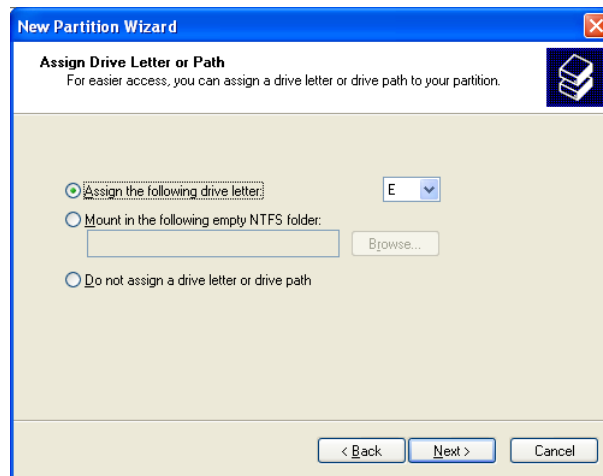 New Partition Wizard
Assign Drive Letter or Path
For easier access, you can assign a drive letter or drive path to your partition.
Assign the following drive letter: E
Mount in the following empty NTFS folder:
Browse...
Do not assign a drive letter or drive path
< Back Next > Cancel